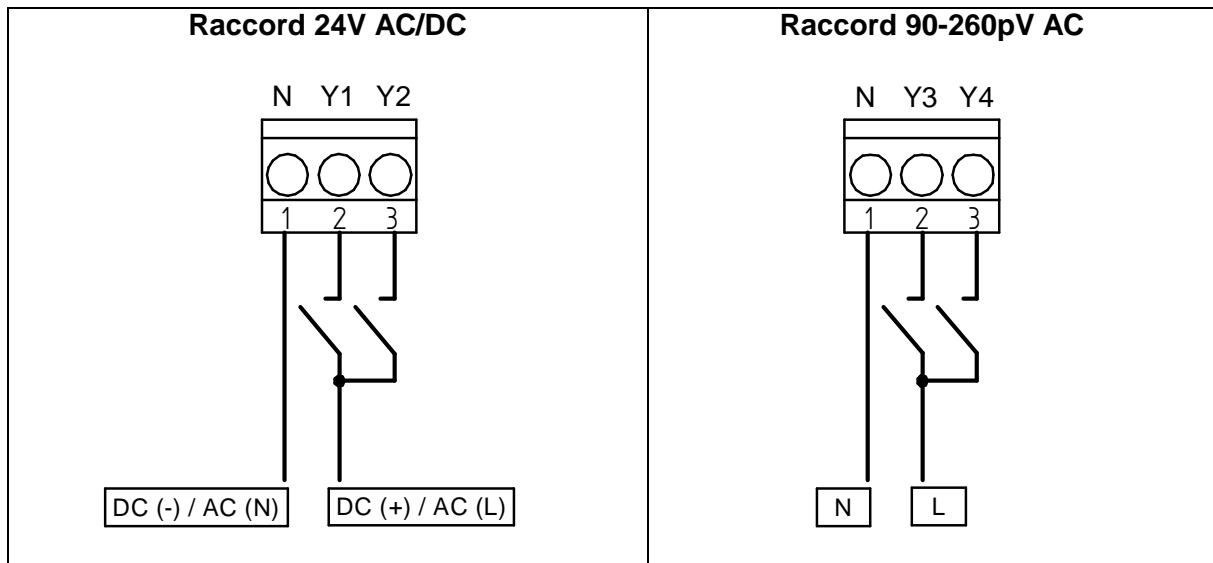 Raccord 24V AC/DC
N Y1 Y2
1 2 3
DC (-) / AC (N)
DC (+) / AC (L)
Raccord 90-260pV AC
N Y3 Y4
1 2 3
N
L